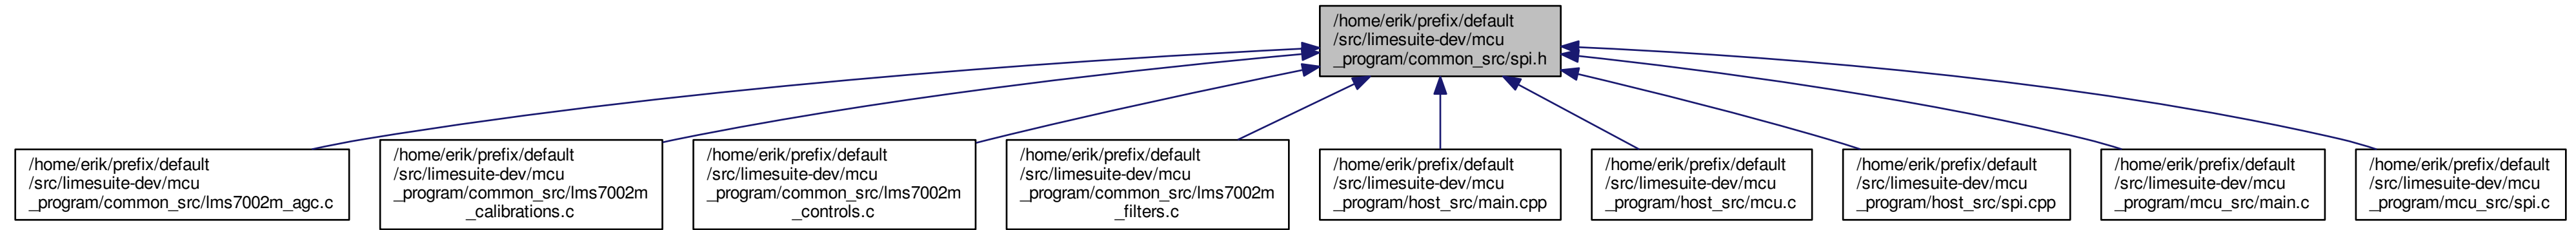 /home/erik/prefix/default
/src/limesuite-dev/mcu
_program/common_src/spi.h
/home/erik/prefix/default
/src/limesuite-dev/mcu
_program/common_src/lms7002m_agc.c
/home/erik/prefix/default
/src/limesuite-dev/mcu
_program/common_src/lms7002m
_calibrations.c
/home/erik/prefix/default
/src/limesuite-dev/mcu
_program/common_src/lms7002m
_controls.c
/home/erik/prefix/default
/src/limesuite-dev/mcu
_program/common_src/lms7002m
_filters.c
/home/erik/prefix/default
/src/limesuite-dev/mcu
_program/host_src/main.cpp
/home/erik/prefix/default
/src/limesuite-dev/mcu
_program/host_src/mcu.c
/home/erik/prefix/default
/src/limesuite-dev/mcu
_program/host_src/spi.cpp
/home/erik/prefix/default
/src/limesuite-dev/mcu
_program/mcu_src/main.c
/home/erik/prefix/default
/src/limesuite-dev/mcu
_program/mcu_src/spi.c